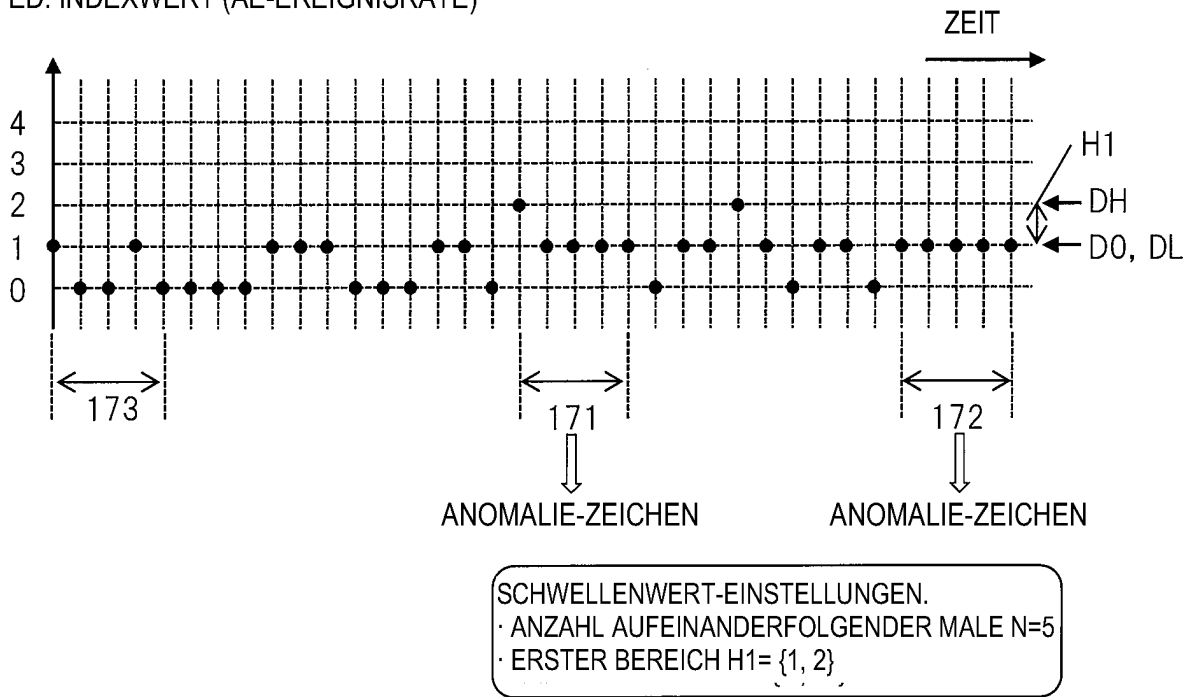 ED: INDEXWERT (AE-EREIGNISRATE)
ZEIT
4
3
2
1
0
H1
DH
D0, DL
173
171
172
ANOMALIE-ZEICHEN
ANOMALIE-ZEICHEN
SCHWELLENWERT-EINSTELLUNGEN.
· ANZAHL AUFEINANDERFOLGENDER MALE N=5
· ERSTER BEREICH H1= {1, 2}